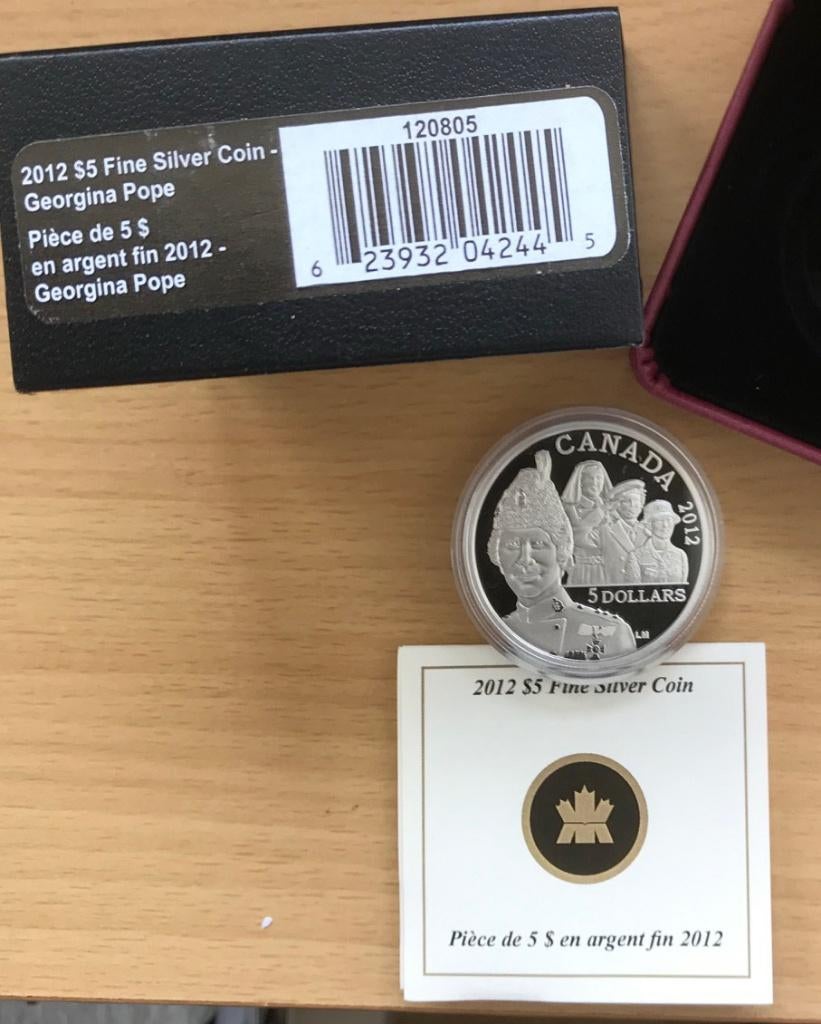 2012 $5 Fine Silver Coin -
Georgina Pope
Pièce de 5 $
en argent fin 2012 -
Georgina Pope
120805
6 23932 04244 5
CANADA
2012
5 DOLLARS
LM
2012 $5 Fine Silver Coin
Pièce de 5 $ en argent fin 2012